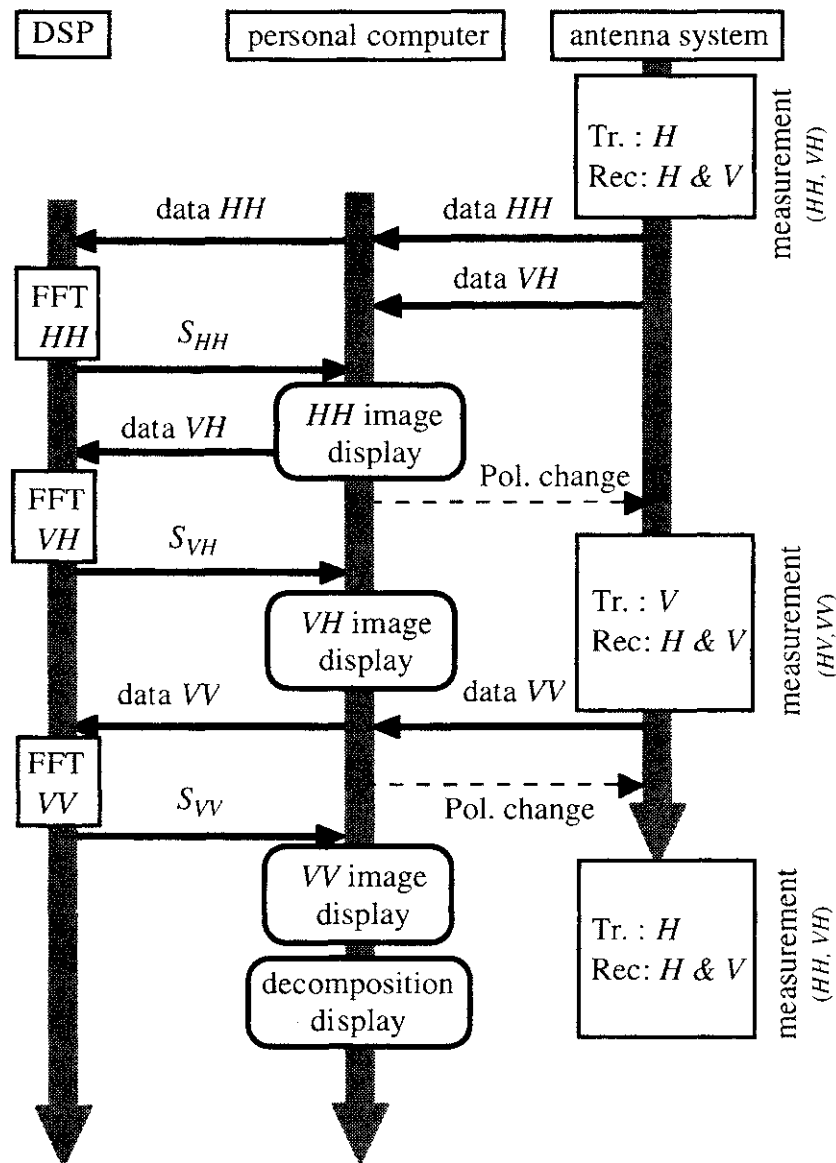 DSP
personal computer
antenna system
Tr. : H
Rec: H & V
measurement
(HH, VH)
data HH
data HH
data VH
FFT
HH
S_HH
HH image
display
data VH
Pol. change
FFT
VH
S_VH
Tr. : V
Rec: H & V
measurement
(HV, VV)
VH image
display
data VV
data VV
FFT
VV
Pol. change
S_VV
VV image
display
Tr. : H
Rec: H & V
measurement
(HH, VH)
decomposition
display